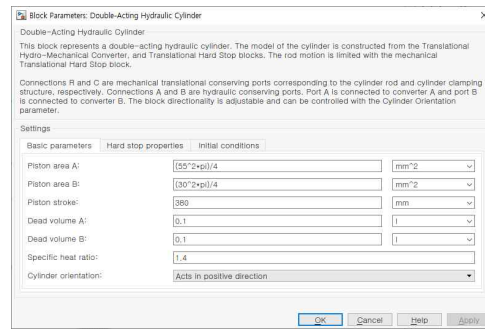 Block Parameters: Double-Acting Hydraulic Cylinder
Double-Acting Hydraulic Cylinder
This block represents a double-acting hydraulic cylinder. The model of the cylinder is constructed from the Translational
Hydro-Mechanical Converter, and Translational Hard Stop blocks. The rod motion is limited with the mechanical
Translational Hard Stop block.
Connections R and C are mechanical translational conserving ports corresponding to the cylinder rod and cylinder clamping
structure, respectively. Connections A and B are hydraulic conserving ports. Port A is connected to converter A and port B
is connected to converter B. The block directionality is adjustable and can be controlled with the Cylinder Orientation
parameter.
Settings
Basic parameters Hard stop properties Initial conditions
Piston area A: (55^2*pi)/4 mm^2
Piston area B: (30^2*pi)/4 mm^2
Piston stroke: 380 mm
Dead volume A: 0.1 l
Dead volume B: 0.1 l
Specific heat ratio: 1.4
Cylinder orientation: Acts in positive direction
OK Cancel Help Apply